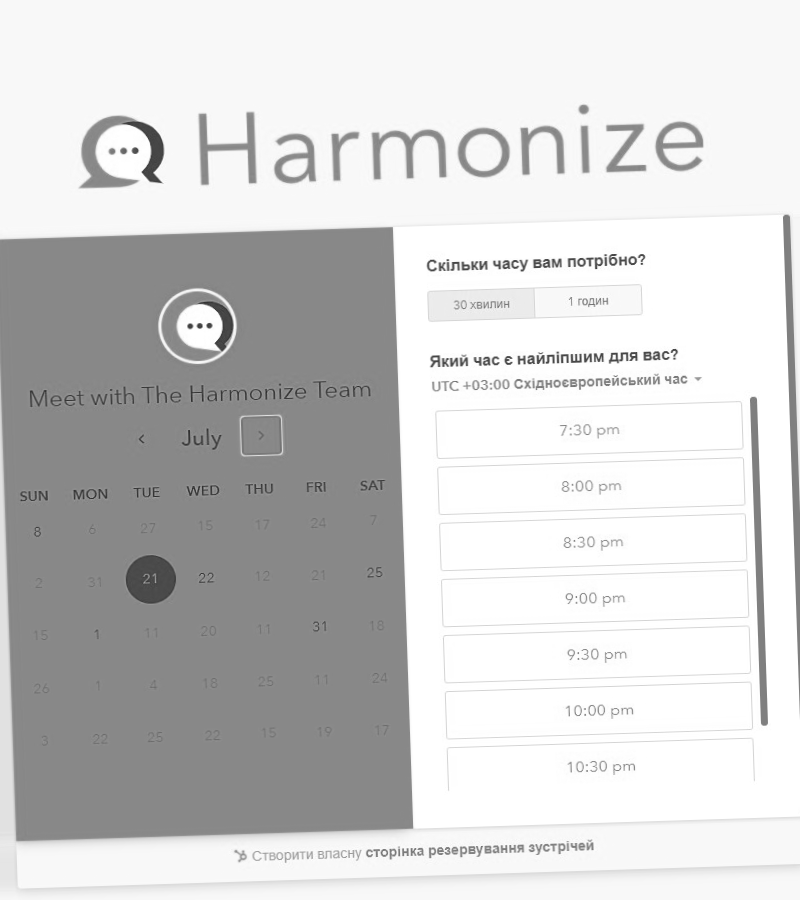 Harmonize
Meet with The Harmonize Team
July
SUN MON TUE WED THU FRI SAT
8 6 27 15 17 24 7
2 31 21 22 12 21 25
15 1 11 20 11 31 18
26 1 4 18 25 11 24
3 22 25 22 15 19 17
Скільки часу вам потрібно?
30 хвилин 1 годин
Який час є найліпшим для вас?
UTC +03:00 Східноєвропейський час
7:30 pm
8:00 pm
8:30 pm
9:00 pm
9:30 pm
10:00 pm
10:30 pm
Створити власну сторінка резервування зустрічей